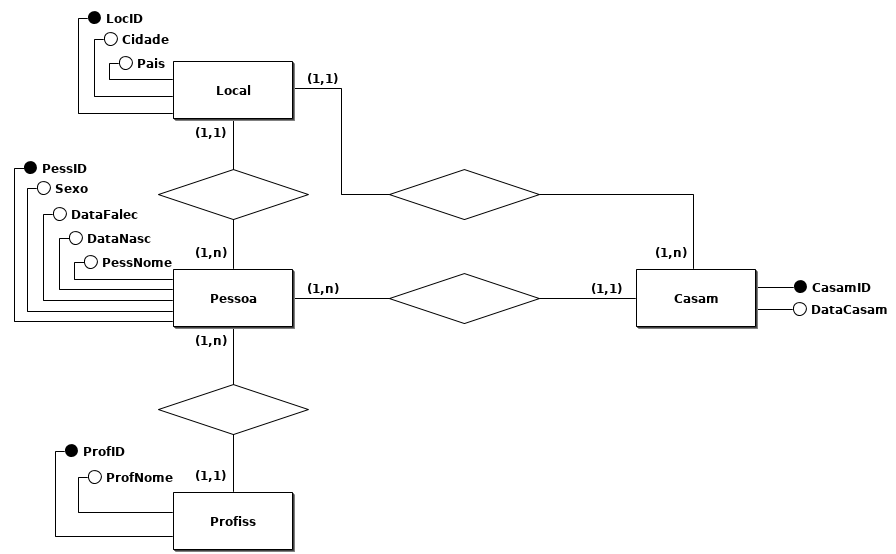 LocID
Cidade
Pais
Local
(1,1)
(1,1)
PessID
Sexo
DataFalec
DataNasc
PessNome
(1,n)
(1,n)
Pessoa
(1,n)
(1,1)
Casam
CasamID
DataCasam
(1,n)
ProfID
ProfNome
(1,1)
Profiss